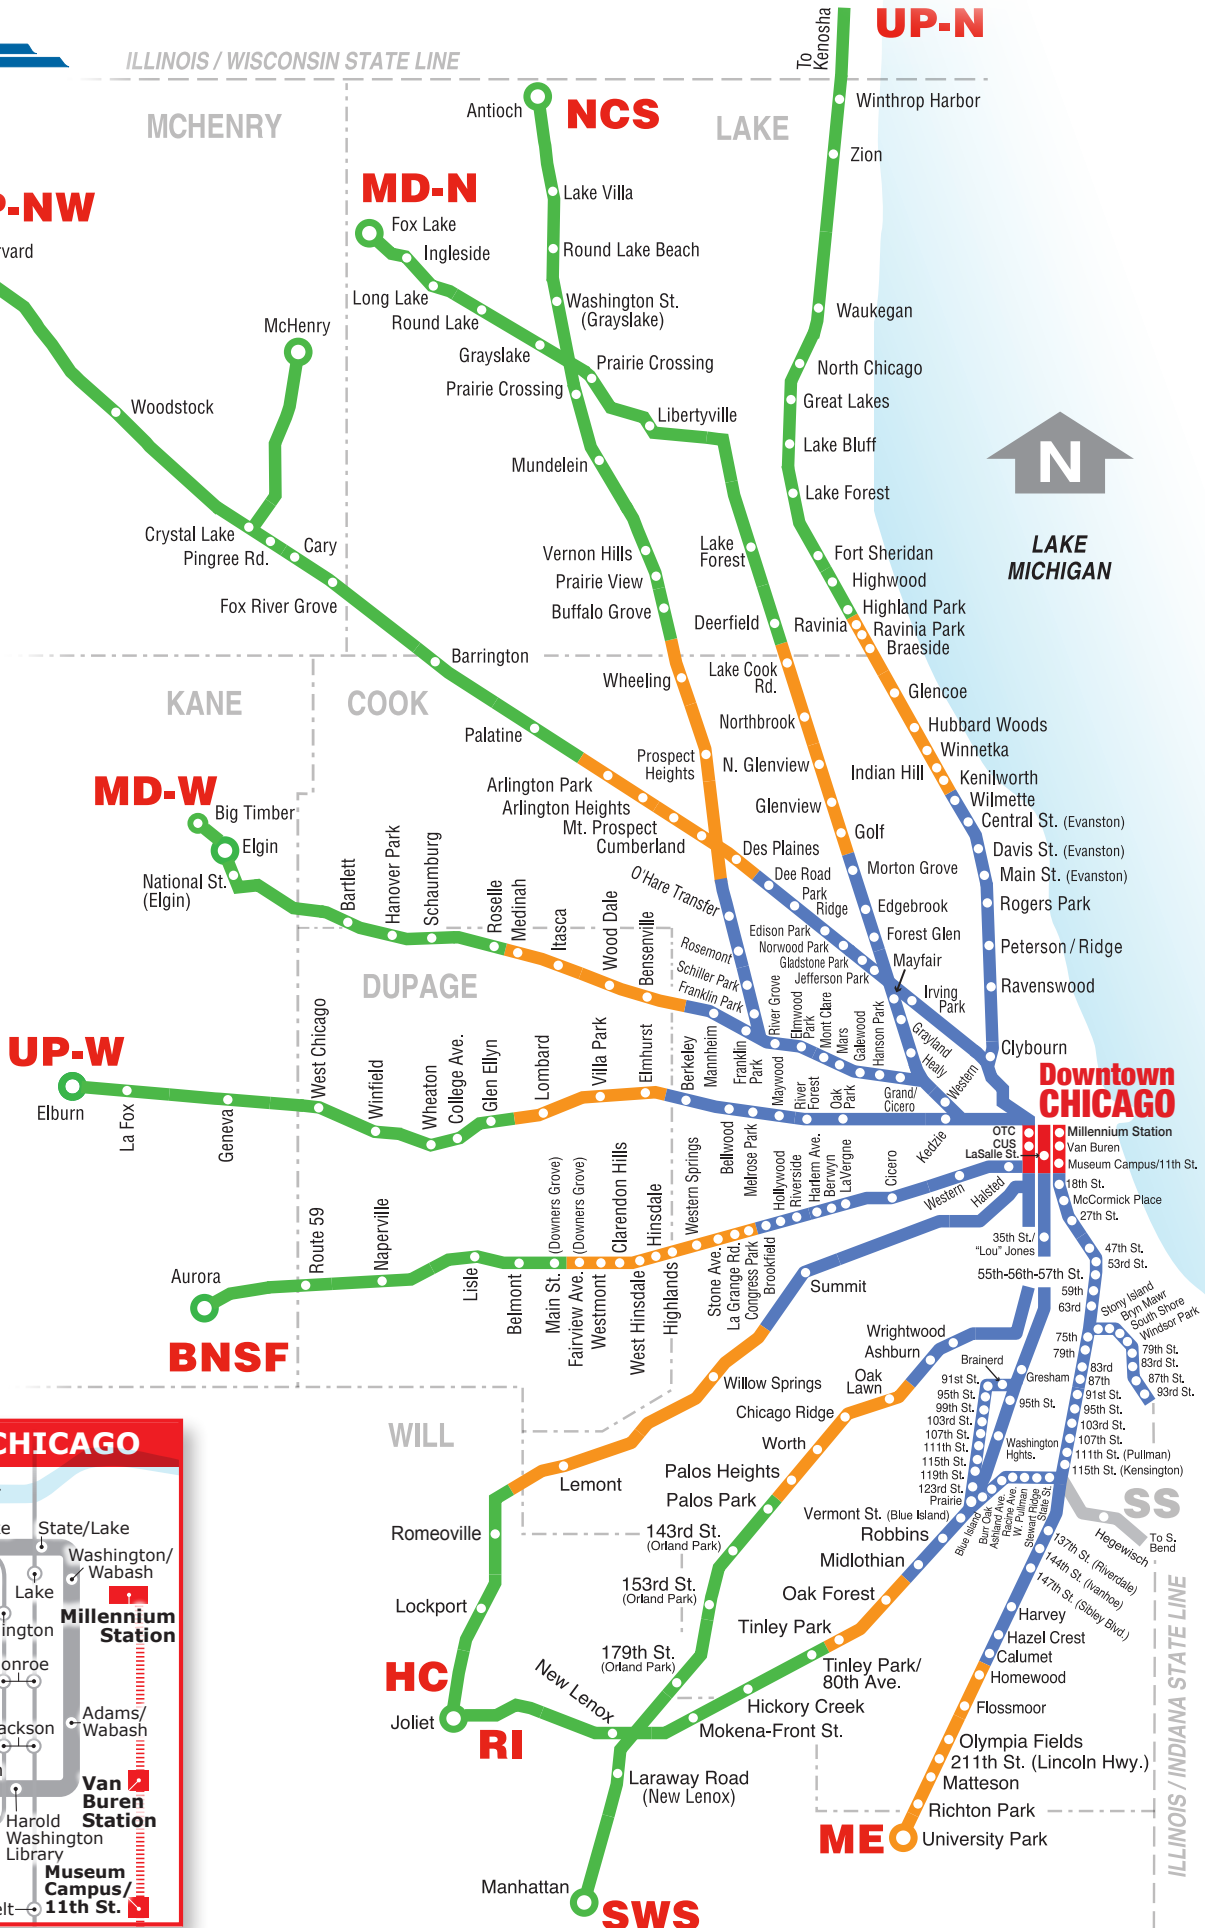 UP-N
To
Kenosha
ILLINOIS / WISCONSIN STATE LINE
MCHENRY
Antioch
NCS
LAKE
Winthrop Harbor
Zion
P-NW
MD-N
Lake Villa
Fox Lake
Ingleside
Round Lake Beach
vard
Long Lake
Washington St.
(Grayslake)
Waukegan
McHenry
Round Lake
Grayslake
Prairie Crossing
North Chicago
Prairie Crossing
Great Lakes
Woodstock
Libertyville
Lake Bluff
N
Mundelein
Lake Forest
Crystal Lake
Pingree Rd.
Cary
Vernon Hills
Lake
Forest
Fort Sheridan
LAKE
MICHIGAN
Prairie View
Highwood
Fox River Grove
Buffalo Grove
Highland Park
Deerfield
Ravinia
Ravinia Park
Braeside
Barrington
Wheeling
Lake Cook
Rd.
Glencoe
KANE
COOK
Northbrook
Hubbard Woods
Palatine
Winnetka
Prospect
Heights
N. Glenview
Indian Hill
Kenilworth
MD-W
Arlington Park
Wilmette
Arlington Heights
Glenview
Central St. (Evanston)
Big Timber
Mt. Prospect
Cumberland
Golf
Elgin
Des Plaines
Davis St. (Evanston)
National St.
(Elgin)
Dee Road
Morton Grove
Main St. (Evanston)
Bartlett
Hanover Park
Schaumburg
Roselle
Medinah
Itasca
Wood Dale
Bensenville
O'Hare Transfer
Park
Ridge
Edgebrook
Rogers Park
Rosemont
Edison Park
Norwood Park
Gladstone Park
Jefferson Park
Forest Glen
Peterson / Ridge
Schiller Park
Franklin Park
Mayfair
DUPAGE
Irving
Park
Ravenswood
UP-W
Elburn
La Fox
Geneva
West Chicago
Winfield
Wheaton
College Ave.
Glen Ellyn
Lombard
Villa Park
Elmhurst
Berkeley
Mannheim
Franklin
Park
River Grove
Elmwood
Park
Mont Clare
Mars
Galewood
Hanson Park
Grayland
Healy
Western
Grand/
Cicero
Clybourn
Bellwood
Melrose Park
Maywood
River
Forest
Oak
Park
Kedzie
Downtown
CHICAGO
OTC
CUS
LaSalle St.
Millennium Station
Van Buren
Museum Campus/11th St.
18th St.
McCormick Place
27th St.
Aurora
Route 59
Naperville
Lisle
Belmont
Main St. (Downers Grove)
Fairview Ave. (Downers Grove)
Westmont
Clarendon Hills
West Hinsdale
Hinsdale
Highlands
Western Springs
Stone Ave.
La Grange Rd.
Congress Park
Brookfield
Hollywood
Riverside
Harlem Ave.
Berwyn
LaVergne
Cicero
Western
Halsted
35th St./
"Lou" Jones
47th St.
53rd St.
BNSF
Summit
55th-56th-57th St.
59th
63rd
Stony Island
Bryn Mawr
South Shore
Windsor Park
Wrightwood
Ashburn
75th
79th
79th St.
83rd St.
87th St.
93rd St.
Willow Springs
Oak
Lawn
Brainerd
Gresham
83rd
87th
91st St.
95th St.
99th St.
103rd St.
107th St.
111th St.
115th St.
119th St.
123rd St.
Prairie
95th St.
Washington
Hghts.
91st St.
95th St.
103rd St.
107th St.
111th St. (Pullman)
115th St. (Kensington)
Chicago Ridge
WILL
Worth
Lemont
Palos Heights
Palos Park
Vermont St. (Blue Island)
Blue Island
Burr Oak
Ashland Ave.
Racine Ave.
W. Pullman
Stewart Ridge
State St.
SS
Hegewisch
To S.
Bend
Romeoville
143rd St.
(Orland Park)
Robbins
Midlothian
137th St. (Riverdale)
144th St. (Ivanhoe)
147th St. (Sibley Blvd.)
153rd St.
(Orland Park)
Oak Forest
Harvey
Lockport
Tinley Park
Hazel Crest
Calumet
179th St.
(Orland Park)
Tinley Park/
80th Ave.
Homewood
HC
New Lenox
Hickory Creek
Flossmoor
Joliet
RI
Mokena-Front St.
Olympia Fields
211th St. (Lincoln Hwy.)
Laraway Road
(New Lenox)
Matteson
Richton Park
ME
University Park
Manhattan
SWS
ILLINOIS / INDIANA STATE LINE
CHICAGO
State/Lake
Washington/
Wabash
Lake
Millennium
Station
ington
onroe
Adams/
Wabash
ackson
Van
Buren
Station
Harold
Washington
Library
Museum
Campus/
11th St.
elt